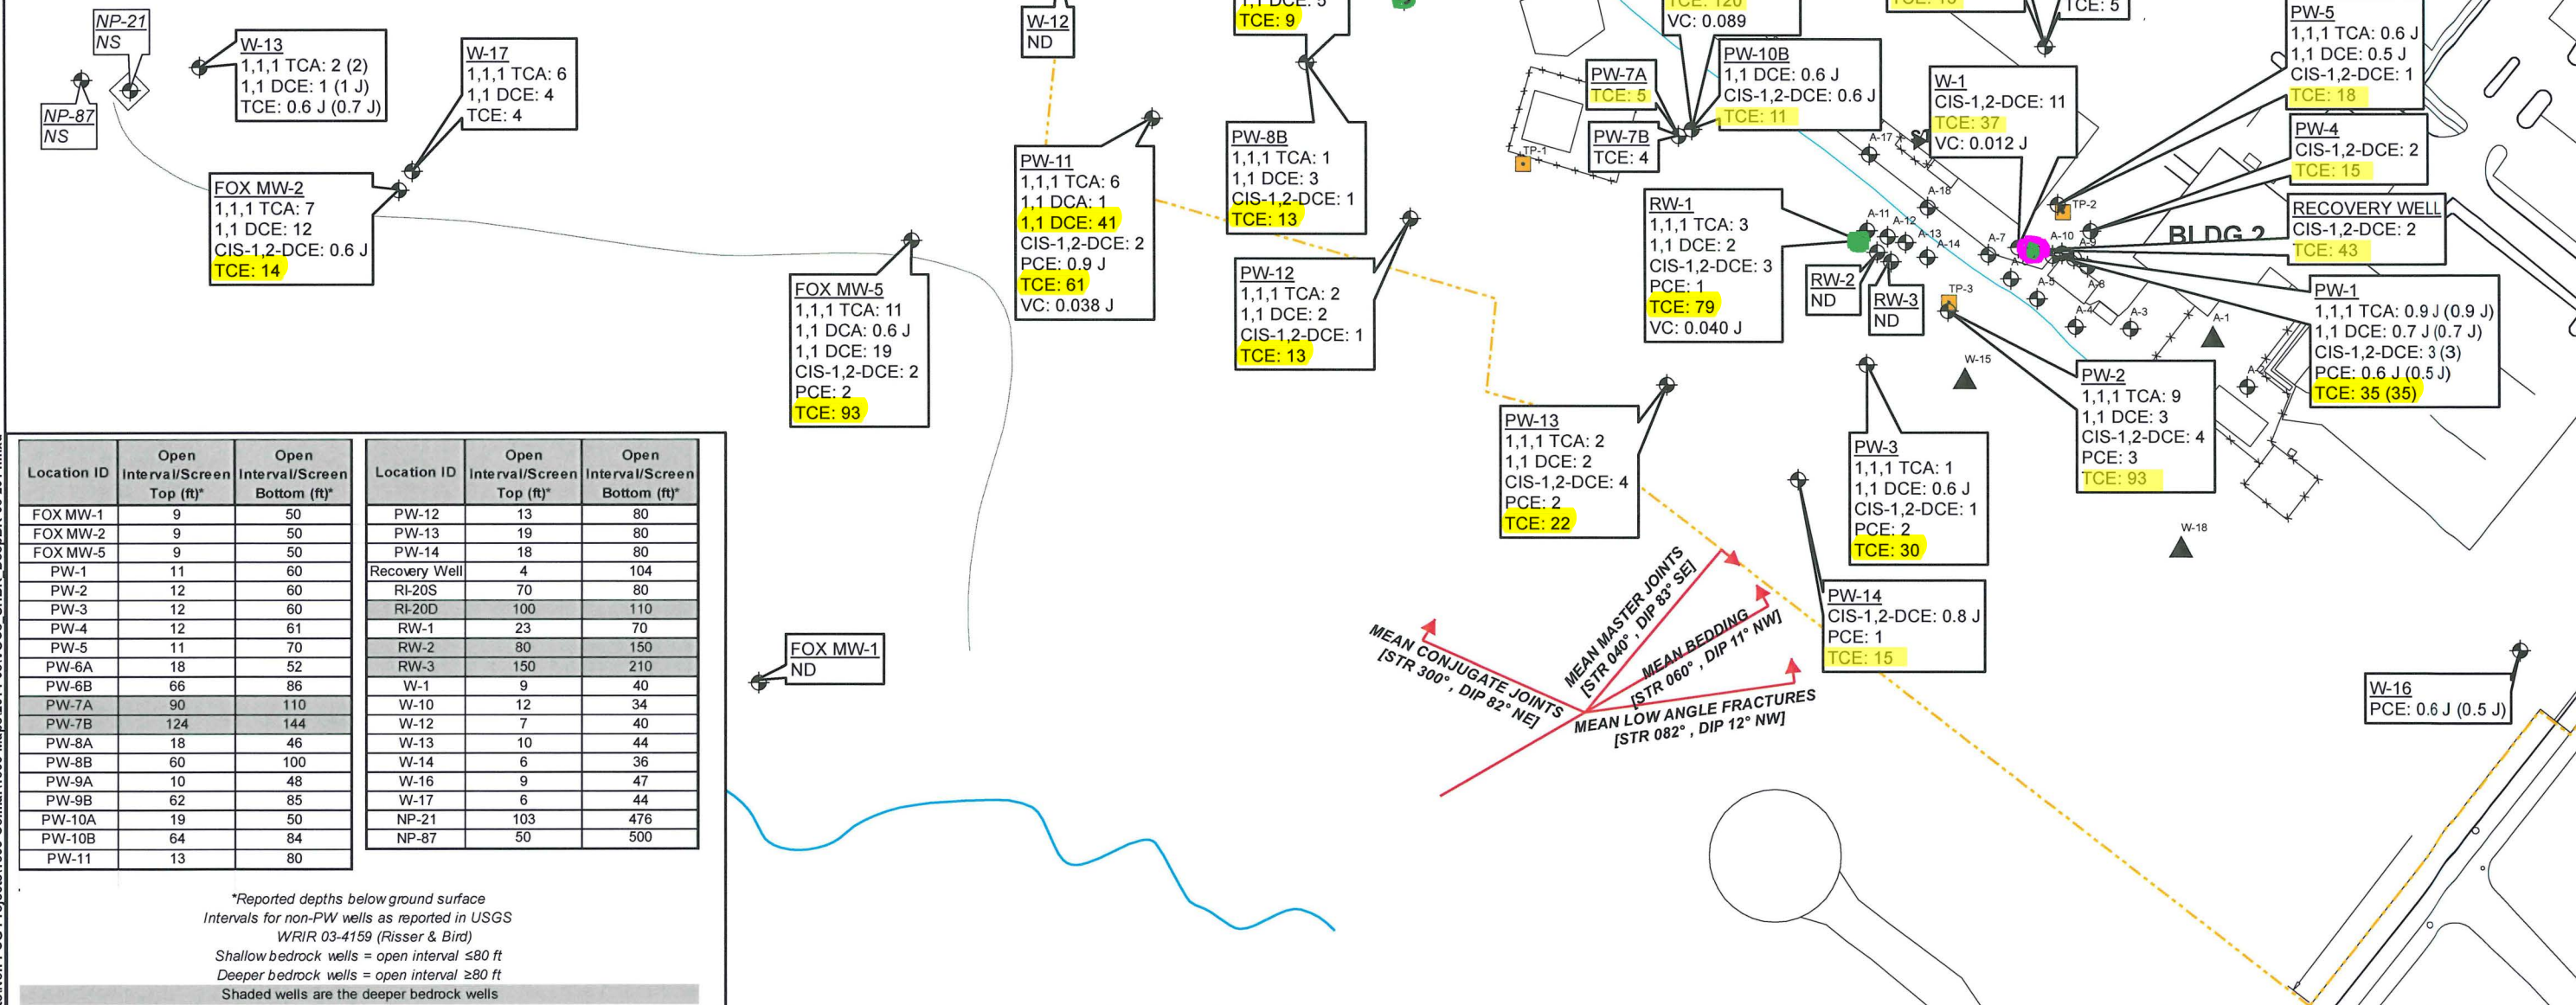 NP-21
NS
NP-87
NS
W-13
1,1,1 TCA: 2 (2)
1,1 DCE: 1 (1 J)
TCE: 0.6 J (0.7 J)
W-17
1,1,1 TCA: 6
1,1 DCE: 4
TCE: 4
FOX MW-2
1,1,1 TCA: 7
1,1 DCE: 12
CIS-1,2-DCE: 0.6 J
TCE: 14
FOX MW-5
1,1,1 TCA: 11
1,1 DCA: 0.6 J
1,1 DCE: 19
CIS-1,2-DCE: 2
PCE: 2
TCE: 93
W-12
ND
PW-11
1,1,1 TCA: 6
1,1 DCA: 1
1,1 DCE: 41
CIS-1,2-DCE: 2
PCE: 0.9 J
TCE: 61
VC: 0.038 J
1,1 DCE: 5
TCE: 9
PW-8B
1,1,1 TCA: 1
1,1 DCE: 3
CIS-1,2-DCE: 1
TCE: 13
PW-12
1,1,1 TCA: 2
1,1 DCE: 2
CIS-1,2-DCE: 1
TCE: 13
TCE: 120
VC: 0.089
PW-7A
TCE: 5
PW-7B
TCE: 4
TP-1
PW-10B
1,1 DCE: 0.6 J
CIS-1,2-DCE: 0.6 J
TCE: 11
TCE: 5
W-1
CIS-1,2-DCE: 11
TCE: 37
VC: 0.012 J
PW-5
1,1,1 TCA: 0.6 J
1,1 DCE: 0.5 J
CIS-1,2-DCE: 1
TCE: 18
PW-4
CIS-1,2-DCE: 2
TCE: 15
RECOVERY WELL
CIS-1,2-DCE: 2
TCE: 43
BLDG 2
PW-1
1,1,1 TCA: 0.9 J (0.9 J)
1,1 DCE: 0.7 J (0.7 J)
CIS-1,2-DCE: 3 (3)
PCE: 0.6 J (0.5 J)
TCE: 35 (35)
RW-1
1,1,1 TCA: 3
1,1 DCE: 2
CIS-1,2-DCE: 3
PCE: 1
TCE: 79
VC: 0.040 J
RW-2
ND
RW-3
ND
A-17
A-18
A-11
A-12
A-13
A-14
A-7
A-10
A-9
A-5
A-8
A-4
A-3
A-1
TP-2
TP-3
W-15
W-18
PW-2
1,1,1 TCA: 9
1,1 DCE: 3
CIS-1,2-DCE: 4
PCE: 3
TCE: 93
PW-13
1,1,1 TCA: 2
1,1 DCE: 2
CIS-1,2-DCE: 4
PCE: 2
TCE: 22
PW-3
1,1,1 TCA: 1
1,1 DCE: 0.6 J
CIS-1,2-DCE: 1
PCE: 2
TCE: 30
PW-14
CIS-1,2-DCE: 0.8 J
PCE: 1
TCE: 15
W-16
PCE: 0.6 J (0.5 J)
FOX MW-1
ND
MEAN CONJUGATE JOINTS
[STR 300° , DIP 82° NE]
MEAN MASTER JOINTS
[STR 040° , DIP 83° SE]
MEAN BEDDING
[STR 060° , DIP 11° NW]
MEAN LOW ANGLE FRACTURES
[STR 082° , DIP 12° NW]
Location ID Open Interval/Screen Top (ft)* Open Interval/Screen Bottom (ft)*
FOX MW-1 9 50
FOX MW-2 9 50
FOX MW-5 9 50
PW-1 11 60
PW-2 12 60
PW-3 12 60
PW-4 12 61
PW-5 11 70
PW-6A 18 52
PW-6B 66 86
PW-7A 90 110
PW-7B 124 144
PW-8A 18 46
PW-8B 60 100
PW-9A 10 48
PW-9B 62 85
PW-10A 19 50
PW-10B 64 84
PW-11 13 80
Location ID Open Interval/Screen Top (ft)* Open Interval/Screen Bottom (ft)*
PW-12 13 80
PW-13 19 80
PW-14 18 80
Recovery Well 4 104
RI-20S 70 80
RI-20D 100 110
RW-1 23 70
RW-2 80 150
RW-3 150 210
W-1 9 40
W-10 12 34
W-12 7 40
W-13 10 44
W-14 6 36
W-16 9 47
W-17 6 44
NP-21 103 476
NP-87 50 500
*Reported depths below ground surface
Intervals for non-PW wells as reported in USGS
WRIR 03-4159 (Risser & Bird)
Shallow bedrock wells = open interval ≤80 ft
Deeper bedrock wells = open interval ≥80 ft
Shaded wells are the deeper bedrock wells